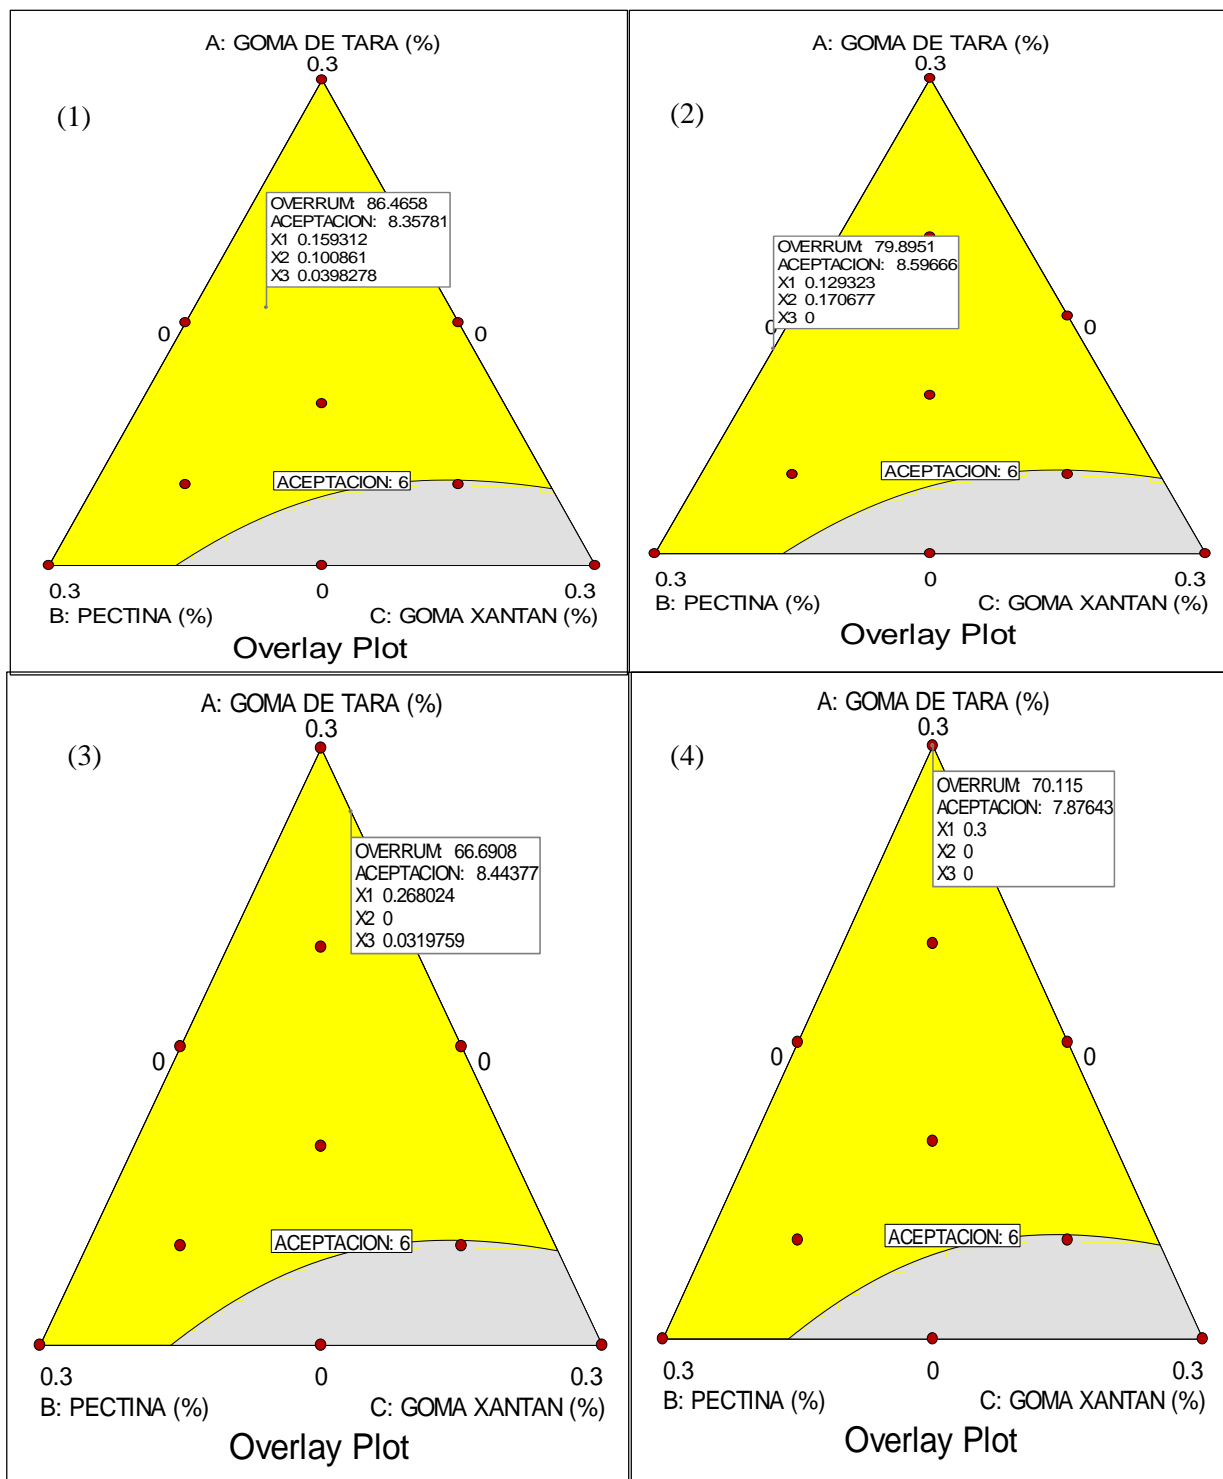 A: GOMA DE TARA (%)
0.3
(1)
OVERRUM: 86.4658
ACEPTACION: 8.35781
X1 0.159312
X2 0.100861
X3 0.0398278
0
0
ACEPTACION: 6
0.3
0
0.3
B: PECTINA (%)
C: GOMA XANTAN (%)
Overlay Plot
A: GOMA DE TARA (%)
0.3
(2)
OVERRUM: 79.8951
ACEPTACION: 8.59666
X1 0.129323
X2 0.170677
X3 0
0
0
ACEPTACION: 6
0.3
0
0.3
B: PECTINA (%)
C: GOMA XANTAN (%)
Overlay Plot
A: GOMA DE TARA (%)
0.3
(3)
OVERRUM: 66.6908
ACEPTACION: 8.44377
X1 0.268024
X2 0
X3 0.0319759
0
0
ACEPTACION: 6
0.3
0
0.3
B: PECTINA (%)
C: GOMA XANTAN (%)
Overlay Plot
A: GOMA DE TARA (%)
0.3
(4)
OVERRUM: 70.115
ACEPTACION: 7.87643
X1 0.3
X2 0
X3 0
0
0
ACEPTACION: 6
0.3
0
0.3
B: PECTINA (%)
C: GOMA XANTAN (%)
Overlay Plot